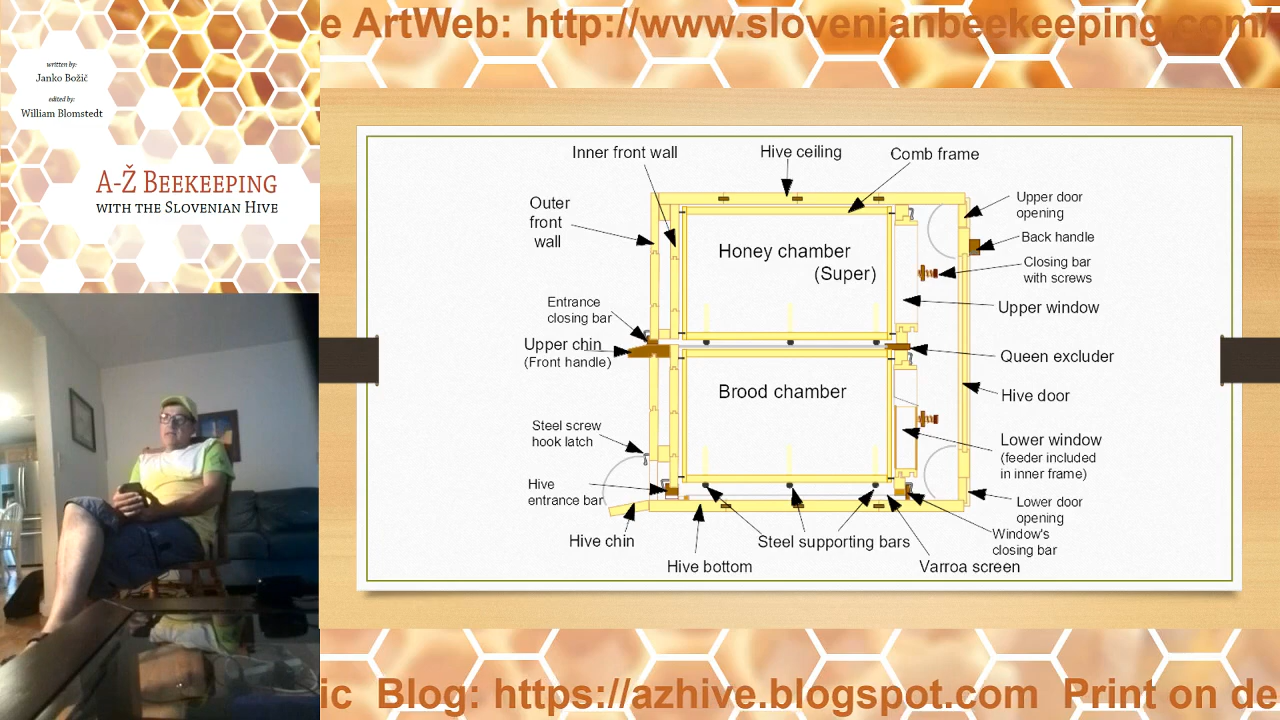 e ArtWeb: http://www.slovenianbeekeeping.com/
written by:
Janko Božič
edited by:
William Blomstedt
A-Ž Beekeeping
with the Slovenian Hive
Inner front wall
Hive ceiling
Comb frame
Outer
front
wall
Upper door
opening
Back handle
Honey chamber
(Super)
Closing bar
with screws
Entrance
closing bar
Upper window
Upper chin
(Front handle)
Queen excluder
Brood chamber
Hive door
Steel screw
hook latch
Lower window
(feeder included
in inner frame)
Hive
entrance bar
Lower door
opening
Hive chin
Steel supporting bars
Window's
closing bar
Hive bottom
Varroa screen
ic Blog: https://azhive.blogspot.com Print on de